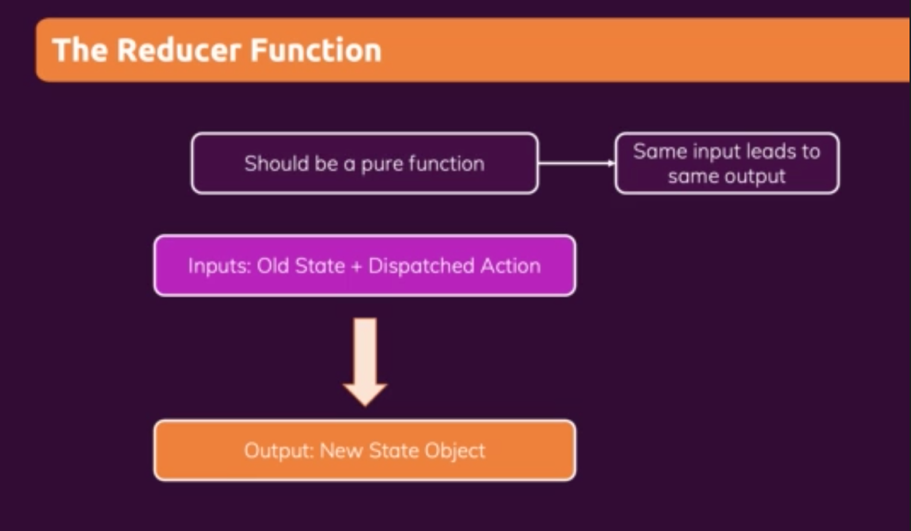 The Reducer Function
Should be a pure function
Same input leads to
same output
Inputs: Old State + Dispatched Action
Output: New State Object